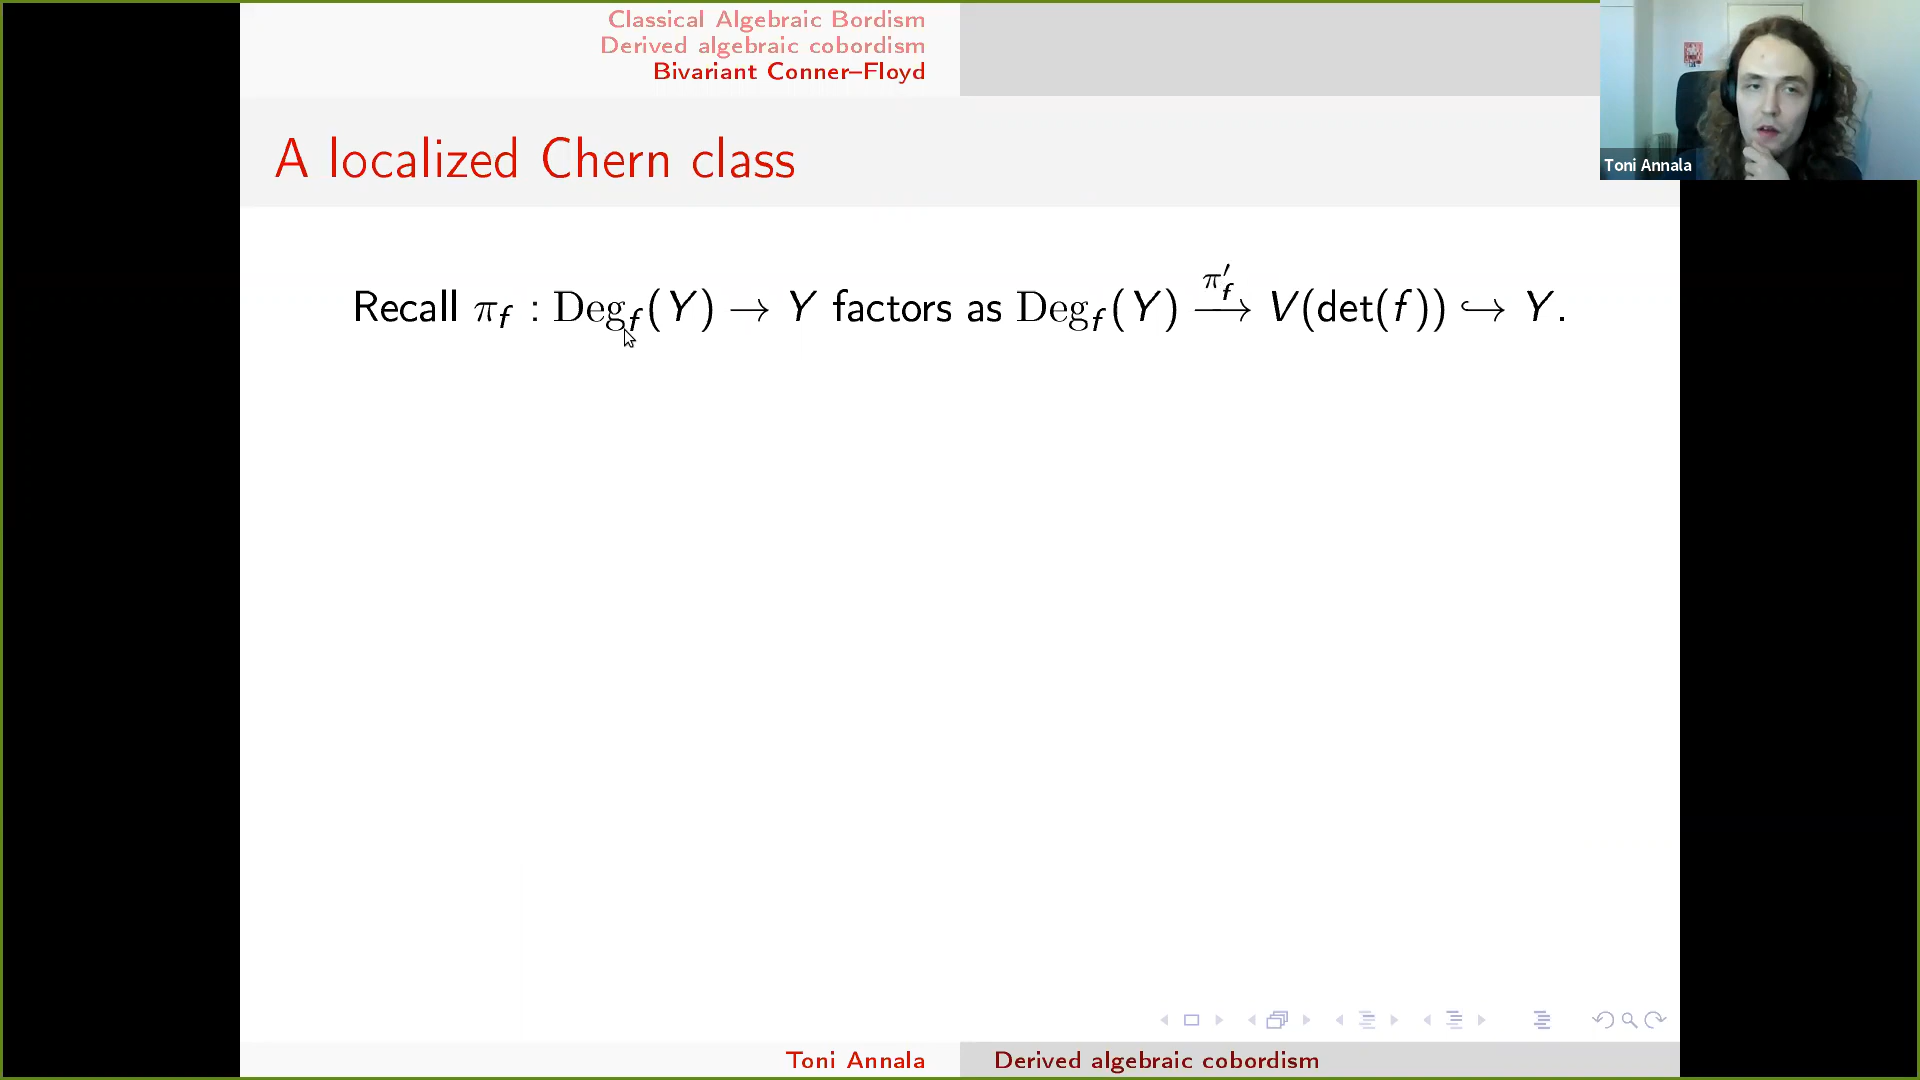 Classical Algebraic Bordism
Derived algebraic cobordism
Bivariant Conner–Floyd
A localized Chern class
Toni Annala
Recall π_f : Deg_f(Y) → Y factors as Deg_f(Y) \xrightarrow{π'_f} V(det(f)) ↪ Y.
Toni Annala
Derived algebraic cobordism